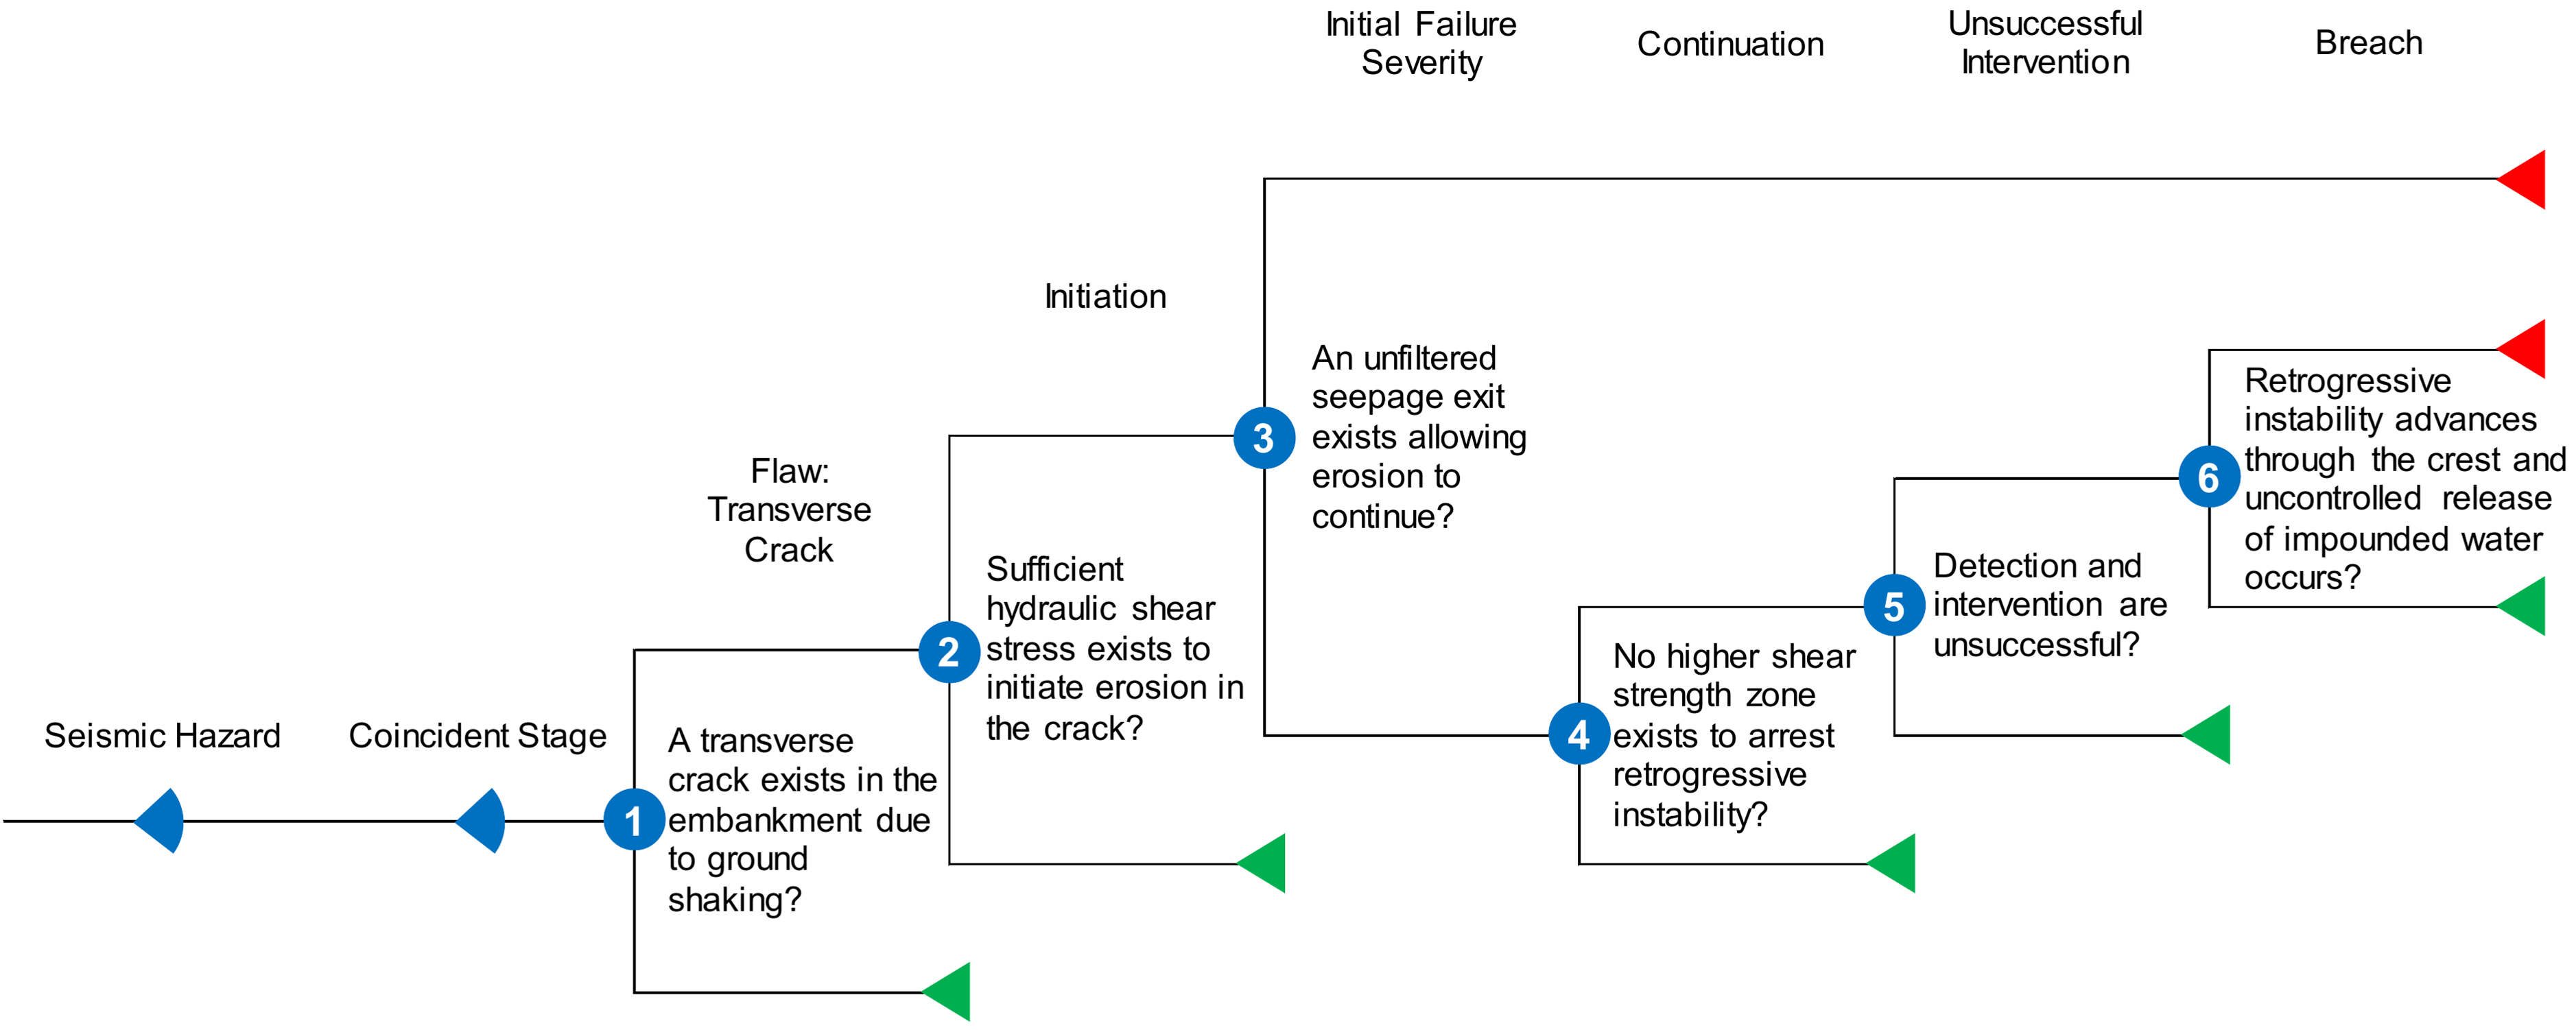 Initial Failure
Severity
Continuation
Unsuccessful
Intervention
Breach
Initiation
3
An unfiltered
seepage exit
exists allowing
erosion to
continue?
6
Retrogressive
instability advances
through the crest and
uncontrolled release
of impounded water
occurs?
Flaw:
Transverse
Crack
2
Sufficient
hydraulic shear
stress exists to
initiate erosion in
the crack?
5
Detection and
intervention are
unsuccessful?
4
No higher shear
strength zone
exists to arrest
retrogressive
instability?
Seismic Hazard
Coincident Stage
1
A transverse
crack exists in the
embankment due
to ground
shaking?